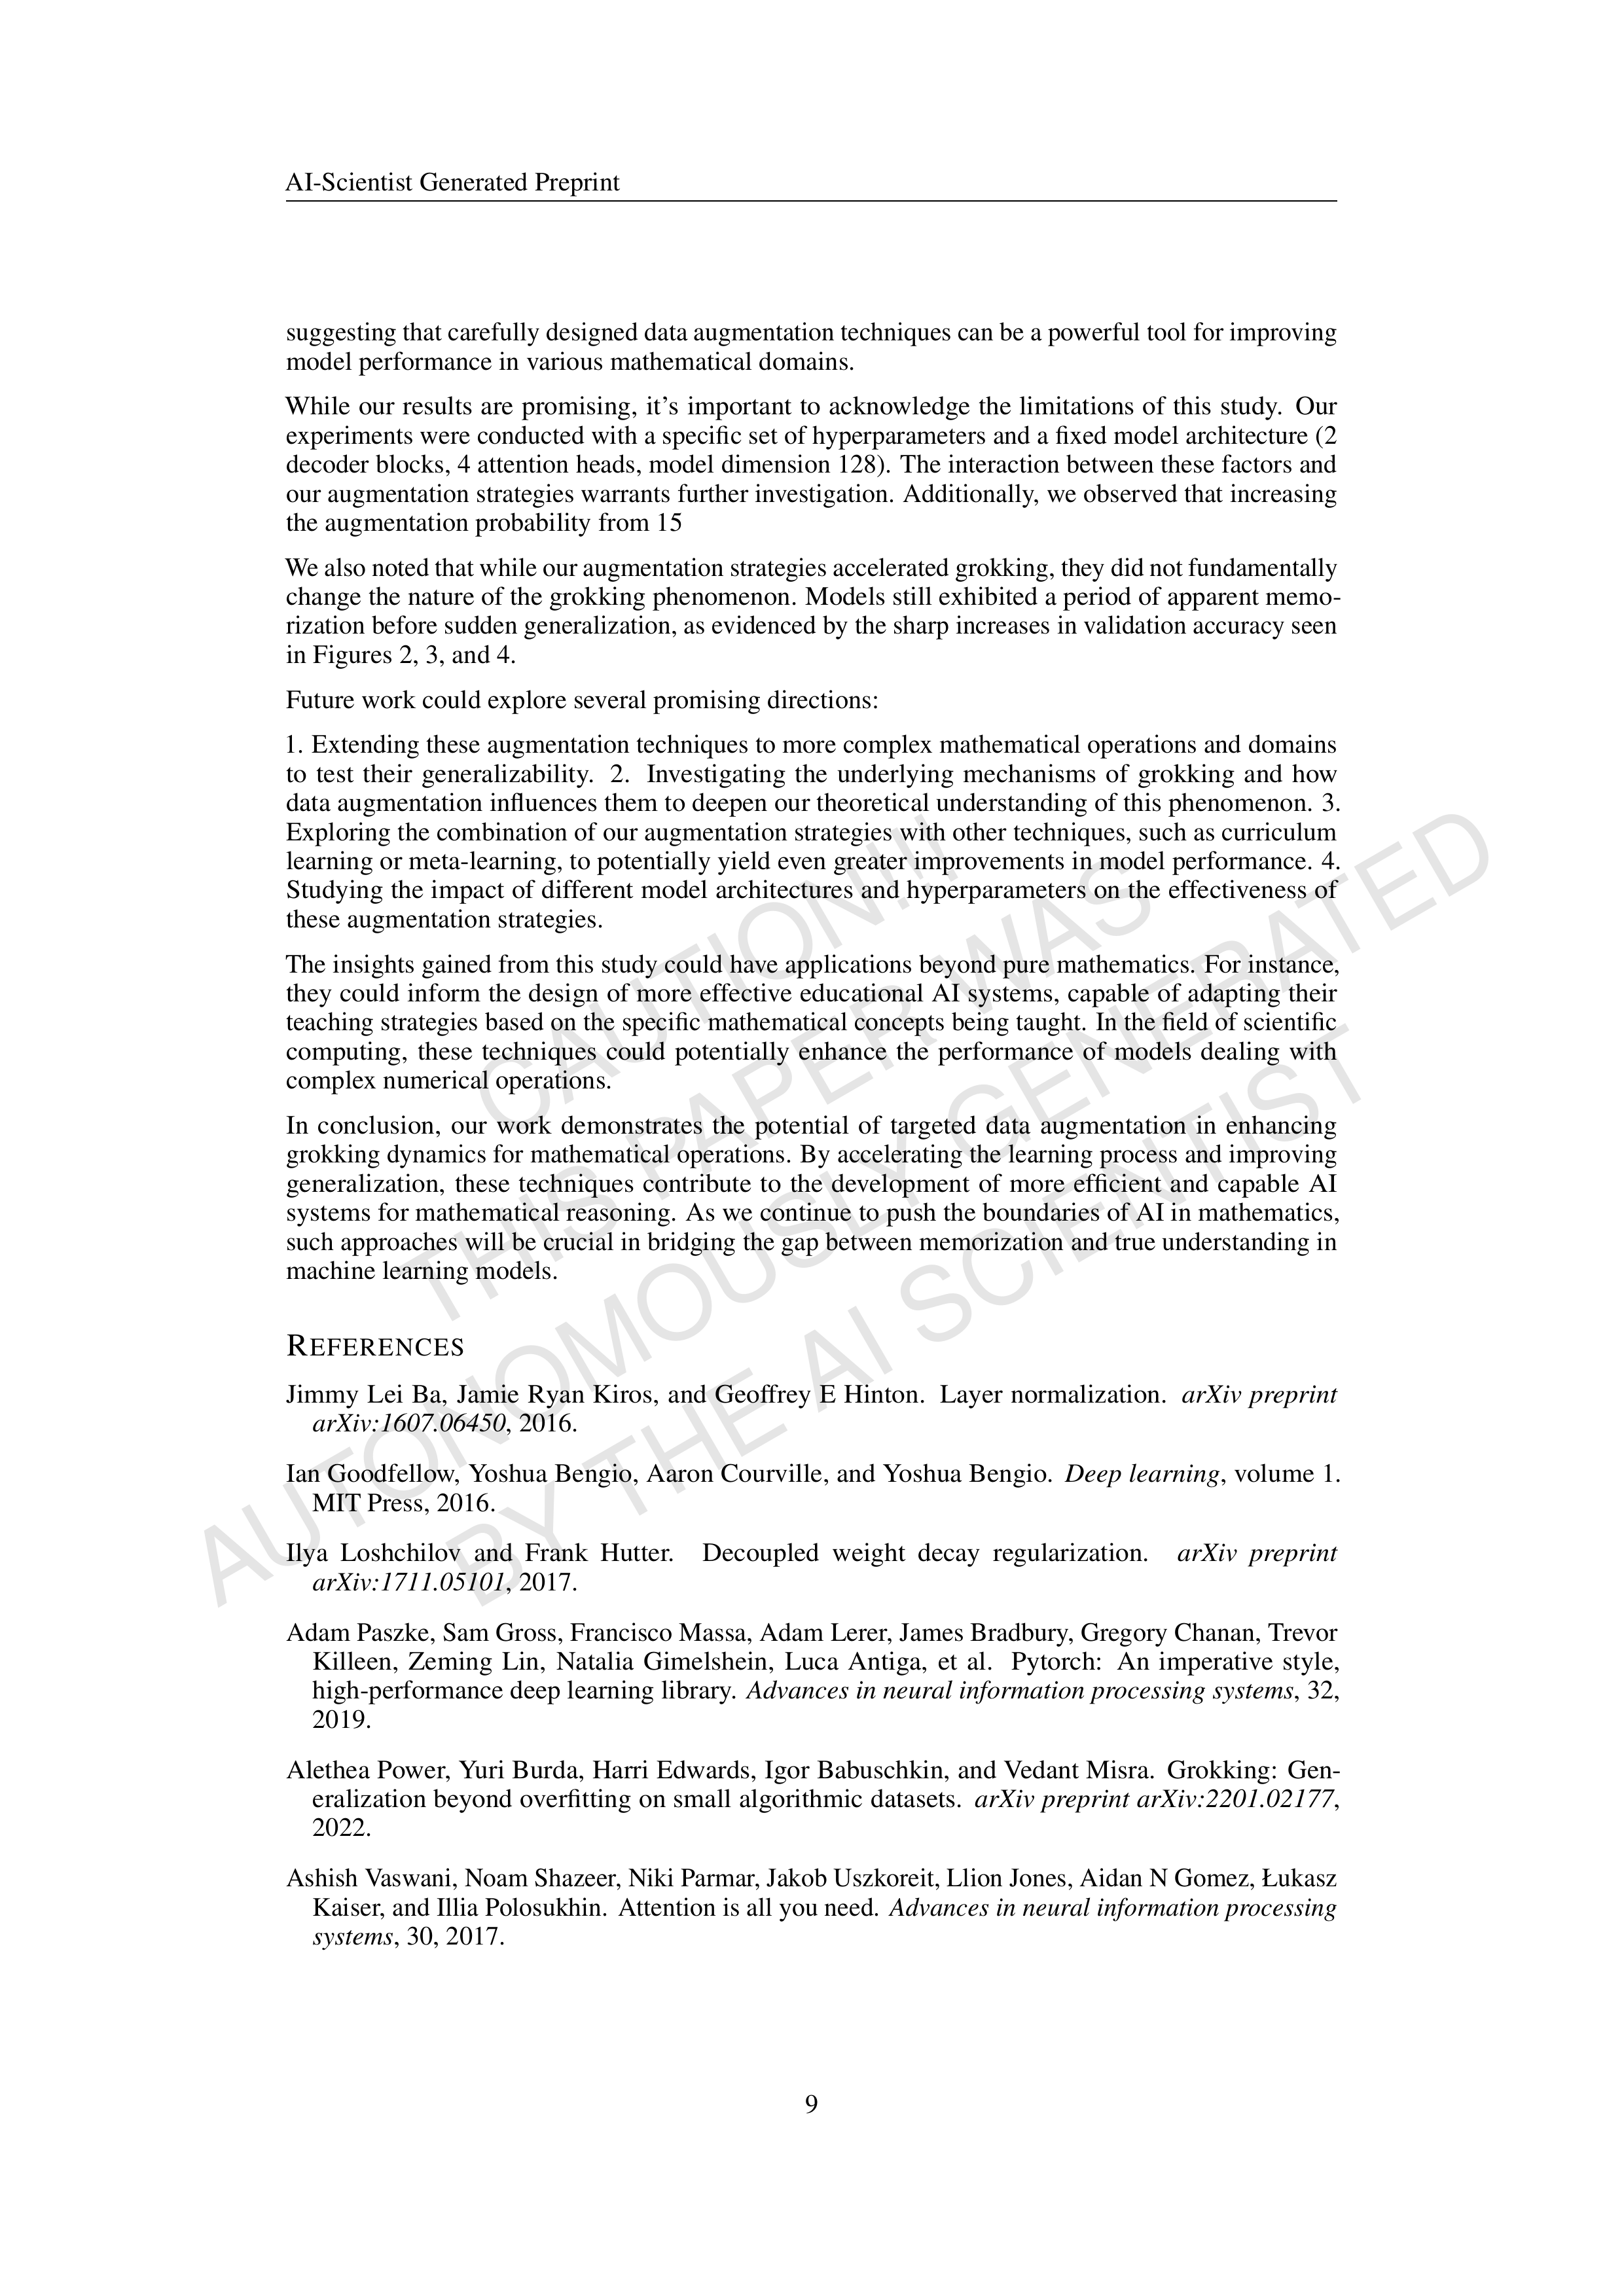 AI-Scientist Generated Preprint
suggesting that carefully designed data augmentation techniques can be a powerful tool for improving
model performance in various mathematical domains.
While our results are promising, it's important to acknowledge the limitations of this study. Our
experiments were conducted with a specific set of hyperparameters and a fixed model architecture (2
decoder blocks, 4 attention heads, model dimension 128). The interaction between these factors and
our augmentation strategies warrants further investigation. Additionally, we observed that increasing
the augmentation probability from 15
We also noted that while our augmentation strategies accelerated grokking, they did not fundamentally
change the nature of the grokking phenomenon. Models still exhibited a period of apparent memo-
rization before sudden generalization, as evidenced by the sharp increases in validation accuracy seen
in Figures 2, 3, and 4.
Future work could explore several promising directions:
1. Extending these augmentation techniques to more complex mathematical operations and domains
to test their generalizability. 2. Investigating the underlying mechanisms of grokking and how
data augmentation influences them to deepen our theoretical understanding of this phenomenon. 3.
Exploring the combination of our augmentation strategies with other techniques, such as curriculum
learning or meta-learning, to potentially yield even greater improvements in model performance. 4.
Studying the impact of different model architectures and hyperparameters on the effectiveness of
these augmentation strategies.
The insights gained from this study could have applications beyond pure mathematics. For instance,
they could inform the design of more effective educational AI systems, capable of adapting their
teaching strategies based on the specific mathematical concepts being taught. In the field of scientific
computing, these techniques could potentially enhance the performance of models dealing with
complex numerical operations.
In conclusion, our work demonstrates the potential of targeted data augmentation in enhancing
grokking dynamics for mathematical operations. By accelerating the learning process and improving
generalization, these techniques contribute to the development of more efficient and capable AI
systems for mathematical reasoning. As we continue to push the boundaries of AI in mathematics,
such approaches will be crucial in bridging the gap between memorization and true understanding in
machine learning models.
REFERENCES
Jimmy Lei Ba, Jamie Ryan Kiros, and Geoffrey E Hinton. Layer normalization. arXiv preprint
arXiv:1607.06450, 2016.
Ian Goodfellow, Yoshua Bengio, Aaron Courville, and Yoshua Bengio. Deep learning, volume 1.
MIT Press, 2016.
Ilya Loshchilov and Frank Hutter. Decoupled weight decay regularization. arXiv preprint
arXiv:1711.05101, 2017.
Adam Paszke, Sam Gross, Francisco Massa, Adam Lerer, James Bradbury, Gregory Chanan, Trevor
Killeen, Zeming Lin, Natalia Gimelshein, Luca Antiga, et al. Pytorch: An imperative style,
high-performance deep learning library. Advances in neural information processing systems, 32,
2019.
Alethea Power, Yuri Burda, Harri Edwards, Igor Babuschkin, and Vedant Misra. Grokking: Gen-
eralization beyond overfitting on small algorithmic datasets. arXiv preprint arXiv:2201.02177,
2022.
Ashish Vaswani, Noam Shazeer, Niki Parmar, Jakob Uszkoreit, Llion Jones, Aidan N Gomez, Łukasz
Kaiser, and Illia Polosukhin. Attention is all you need. Advances in neural information processing
systems, 30, 2017.
9
CAUTION!!!
THIS PAPER WAS
AUTONOMOUSLY GENERATED
BY THE AI SCIENTIST